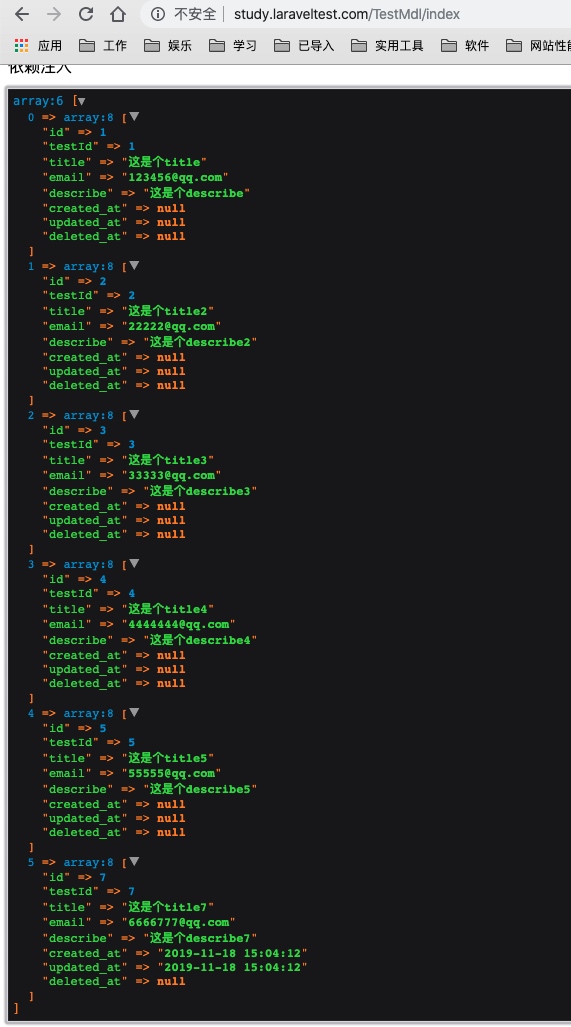 不安全 study.laraveltest.com/TestMdl/index
应用 工作 娱乐 学习 已导入 实用工具 软件 网站性能
依赖注入
array:6 [▼
0 => array:8 [▼
"id" => 1
"testId" => 1
"title" => "这是个title"
"email" => "123456@qq.com"
"describe" => "这是个describe"
"created_at" => null
"updated_at" => null
"deleted_at" => null
]
1 => array:8 [▼
"id" => 2
"testId" => 2
"title" => "这是个title2"
"email" => "22222@qq.com"
"describe" => "这是个describe2"
"created_at" => null
"updated_at" => null
"deleted_at" => null
]
2 => array:8 [▼
"id" => 3
"testId" => 3
"title" => "这是个title3"
"email" => "33333@qq.com"
"describe" => "这是个describe3"
"created_at" => null
"updated_at" => null
"deleted_at" => null
]
3 => array:8 [▼
"id" => 4
"testId" => 4
"title" => "这是个title4"
"email" => "4444444@qq.com"
"describe" => "这是个describe4"
"created_at" => null
"updated_at" => null
"deleted_at" => null
]
4 => array:8 [▼
"id" => 5
"testId" => 5
"title" => "这是个title5"
"email" => "55555@qq.com"
"describe" => "这是个describe5"
"created_at" => null
"updated_at" => null
"deleted_at" => null
]
5 => array:8 [▼
"id" => 7
"testId" => 7
"title" => "这是个title7"
"email" => "6666777@qq.com"
"describe" => "这是个describe7"
"created_at" => "2019-11-18 15:04:12"
"updated_at" => "2019-11-18 15:04:12"
"deleted_at" => null
]
]